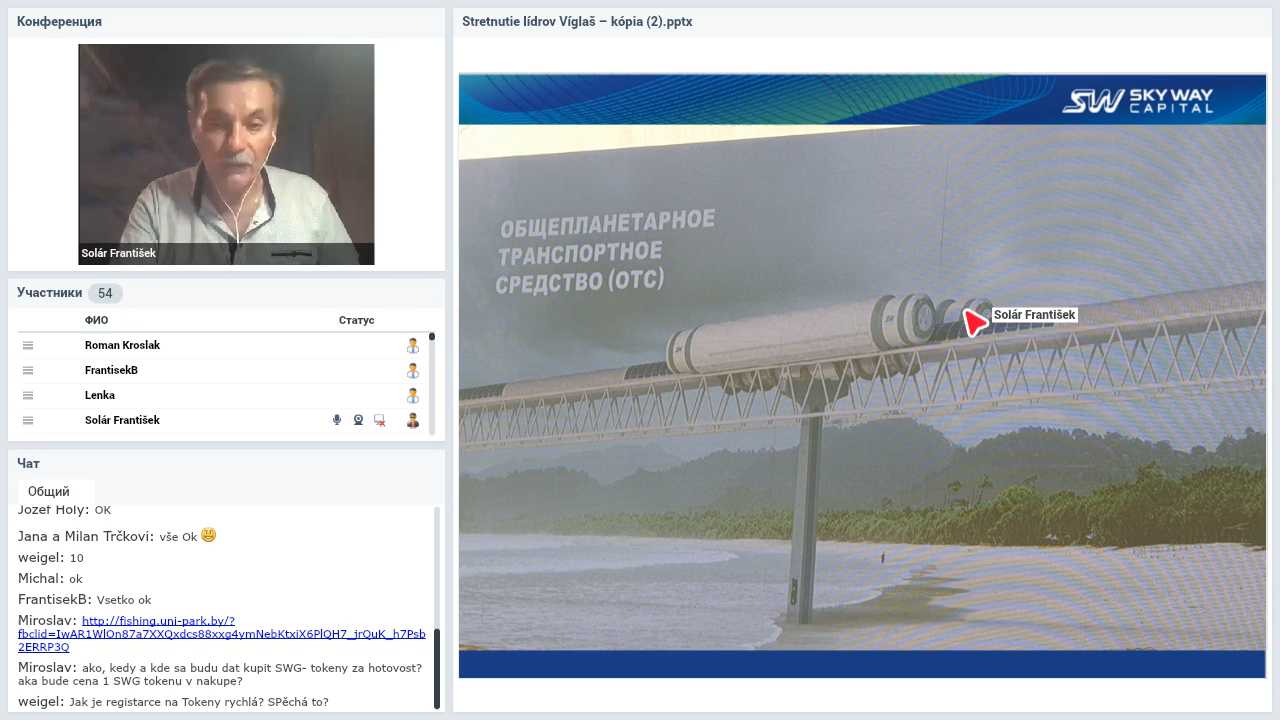 Конференция
Solár František
Участники 54
ФИО Статус
Roman Kroslak
FrantisekB
Lenka
Solár František
Чат
Общий
Jozef Holy: OK
Jana a Milan Trčkovi: vše Ok
weigel: 10
Michal: ok
FrantisekB: Vsetko ok
Miroslav: http://fishing.uni-park.by/?
fbclid=IwAR1WlOn87a7XXQxdcs88xxg4ymNebKtxiX6PlQH7_jrQuK_h7Psb
2ERRP3Q
Miroslav: ako, kedy a kde sa budu dat kupit SWG- tokeny za hotovost?
aka bude cena 1 SWG tokenu v nakupe?
weigel: Jak je registarce na Tokeny rychlá? SPěchá to?
Stretnutie lídrov Víglaš – kópia (2).pptx
SW SKY WAY
CAPITAL
ОБЩЕПЛАНЕТАРНОЕ
ТРАНСПОРТНОЕ
СРЕДСТВО (ОТС)
Solár František